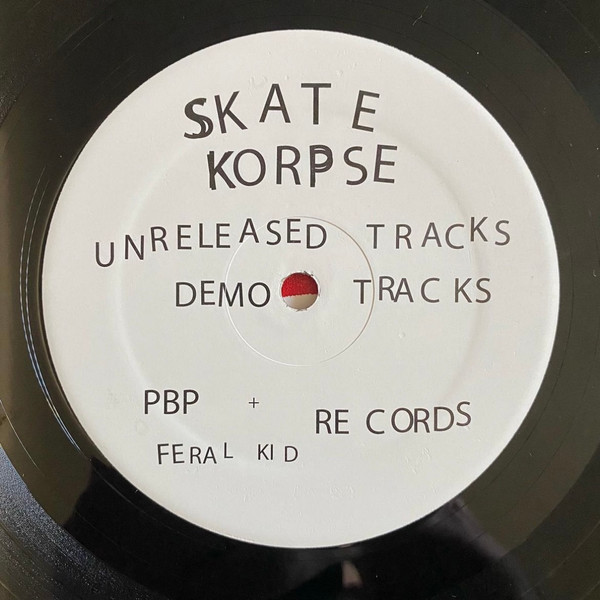 SKATE
KORPSE
UNRELEASED TRACKS
DEMO TRACKS
PBP + RECORDS
FERAL KID